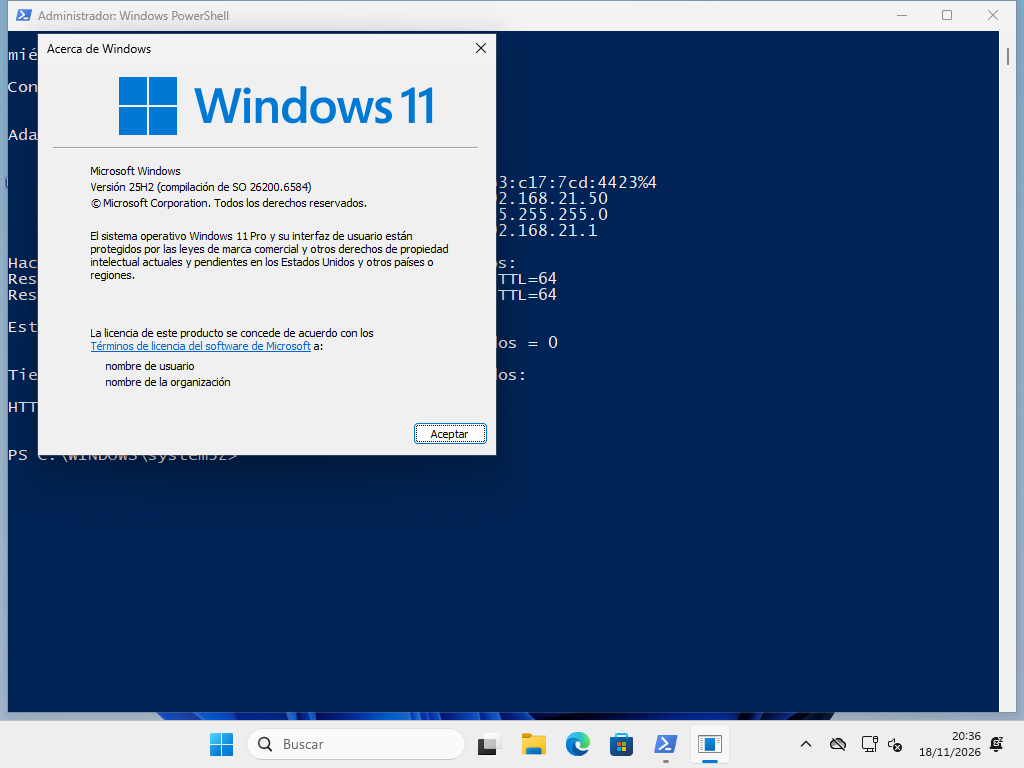 Administrador: Windows PowerShell
Acerca de Windows
Windows 11
Microsoft Windows
Versión 25H2 (compilación de SO 26200.6584)
© Microsoft Corporation. Todos los derechos reservados.
El sistema operativo Windows 11 Pro y su interfaz de usuario están
protegidos por las leyes de marca comercial y otros derechos de propiedad
intelectual actuales y pendientes en los Estados Unidos y otros países o
regiones.
La licencia de este producto se concede de acuerdo con los
Términos de licencia del software de Microsoft a:
nombre de usuario
nombre de la organización
Aceptar
mié
Con
Ada
3:c17:7cd:4423%4
2.168.21.50
5.255.255.0
2.168.21.1
Hac os:
Res TTL=64
Res TTL=64
Est
dos = 0
Tie dos:
HTT
PS C:\WINDOWS\system32>
Buscar
20:36
18/11/2026